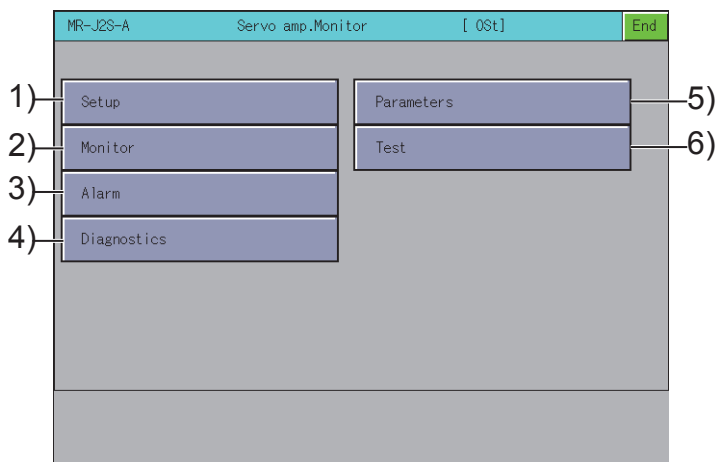 MR-J2S-A Servo amp.Monitor [ 0St] End
1) Setup
2) Monitor
3) Alarm
4) Diagnostics
Parameters 5)
Test 6)